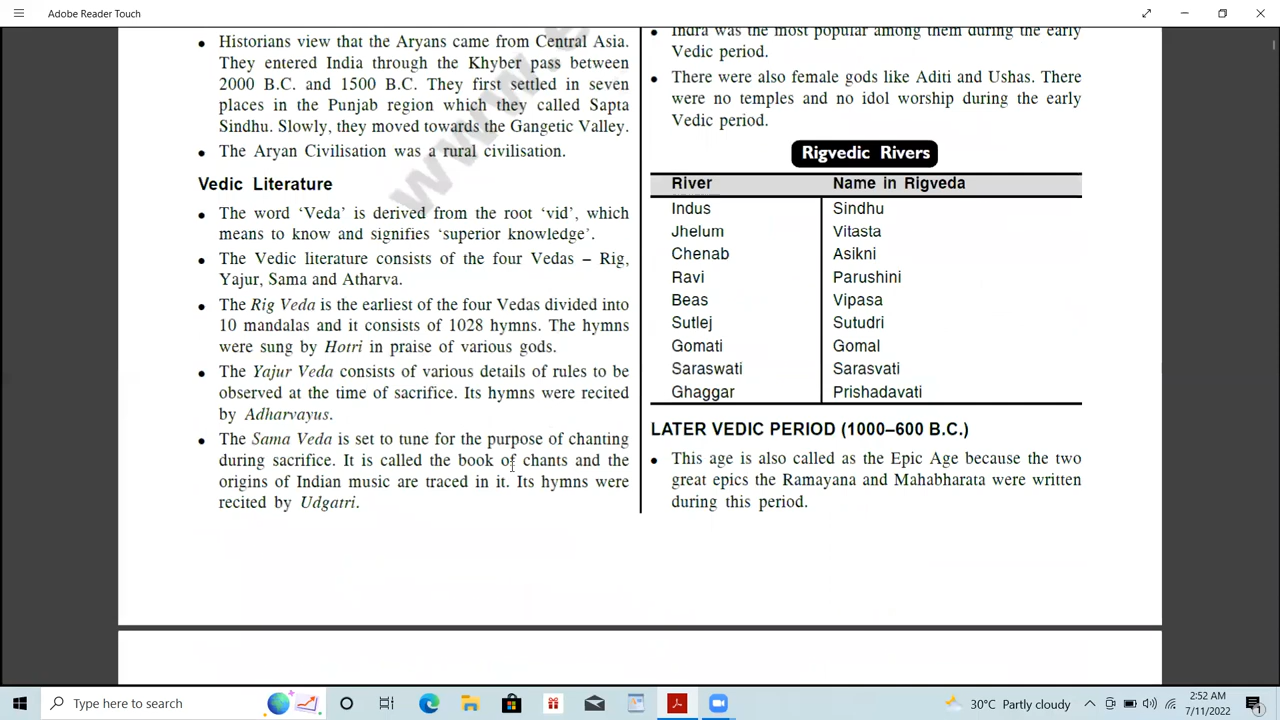 Adobe Reader Touch
• Historians view that the Aryans came from Central Asia.
They entered India through the Khyber pass between
2000 B.C. and 1500 B.C. They first settled in seven
places in the Punjab region which they called Sapta
Sindhu. Slowly, they moved towards the Gangetic Valley.
• The Aryan Civilisation was a rural civilisation.
Vedic Literature
• The word ‘Veda’ is derived from the root ‘vid’, which
means to know and signifies ‘superior knowledge’.
• The Vedic literature consists of the four Vedas – Rig,
Yajur, Sama and Atharva.
• The Rig Veda is the earliest of the four Vedas divided into
10 mandalas and it consists of 1028 hymns. The hymns
were sung by Hotri in praise of various gods.
• The Yajur Veda consists of various details of rules to be
observed at the time of sacrifice. Its hymns were recited
by Adharvayus.
• The Sama Veda is set to tune for the purpose of chanting
during sacrifice. It is called the book of chants and the
origins of Indian music are traced in it. Its hymns were
recited by Udgatri.
• Indra was the most popular among them during the early
Vedic period.
• There were also female gods like Aditi and Ushas. There
were no temples and no idol worship during the early
Vedic period.
Rigvedic Rivers
River Name in Rigveda
Indus Sindhu
Jhelum Vitasta
Chenab Asikni
Ravi Parushini
Beas Vipasa
Sutlej Sutudri
Gomati Gomal
Saraswati Sarasvati
Ghaggar Prishadavati
LATER VEDIC PERIOD (1000–600 B.C.)
• This age is also called as the Epic Age because the two
great epics the Ramayana and Mahabharata were written
during this period.
Type here to search
30°C Partly cloudy
2:52 AM
7/11/2022
1